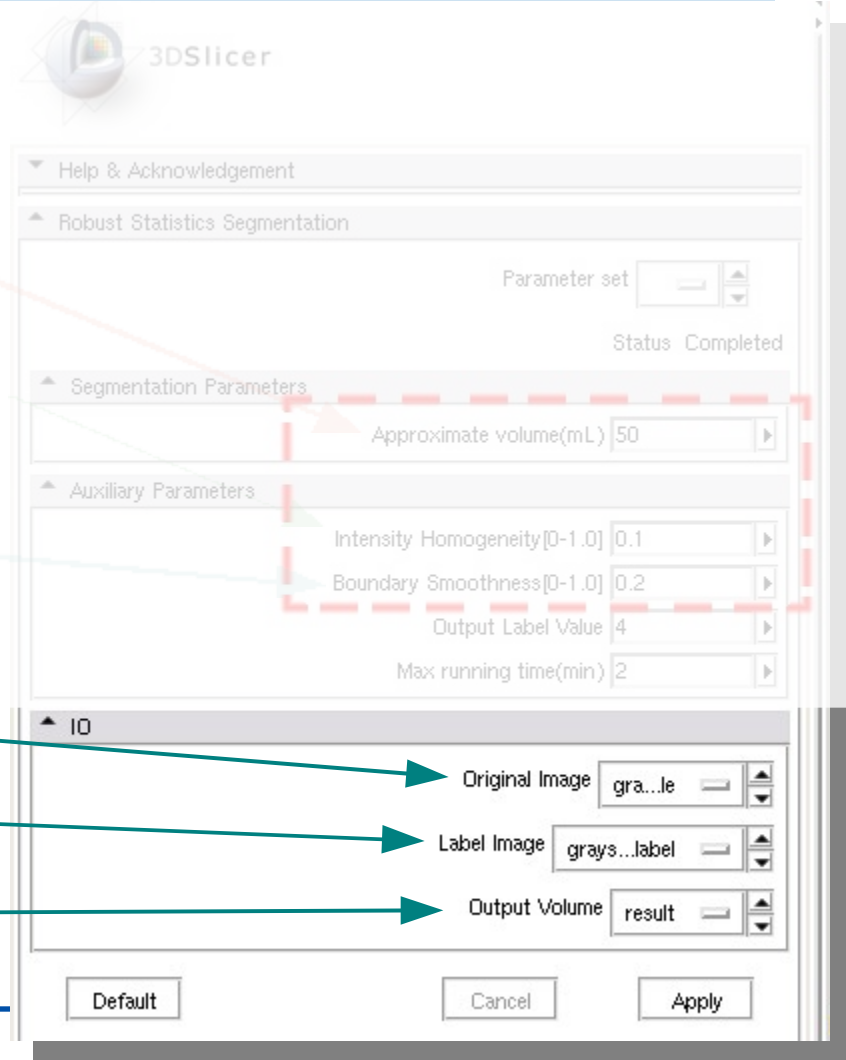 3DSlicer
Help & Acknowledgement
Robust Statistics Segmentation
Parameter set
Status Completed
Segmentation Parameters
Approximate volume(mL) 50
Auxiliary Parameters
Intensity Homogeneity[0-1.0] 0.1
Boundary Smoothness[0-1.0] 0.2
Output Label Value 4
Max running time(min) 2
IO
Original Image gra...le
Label Image grays...label
Output Volume result
Default Cancel Apply